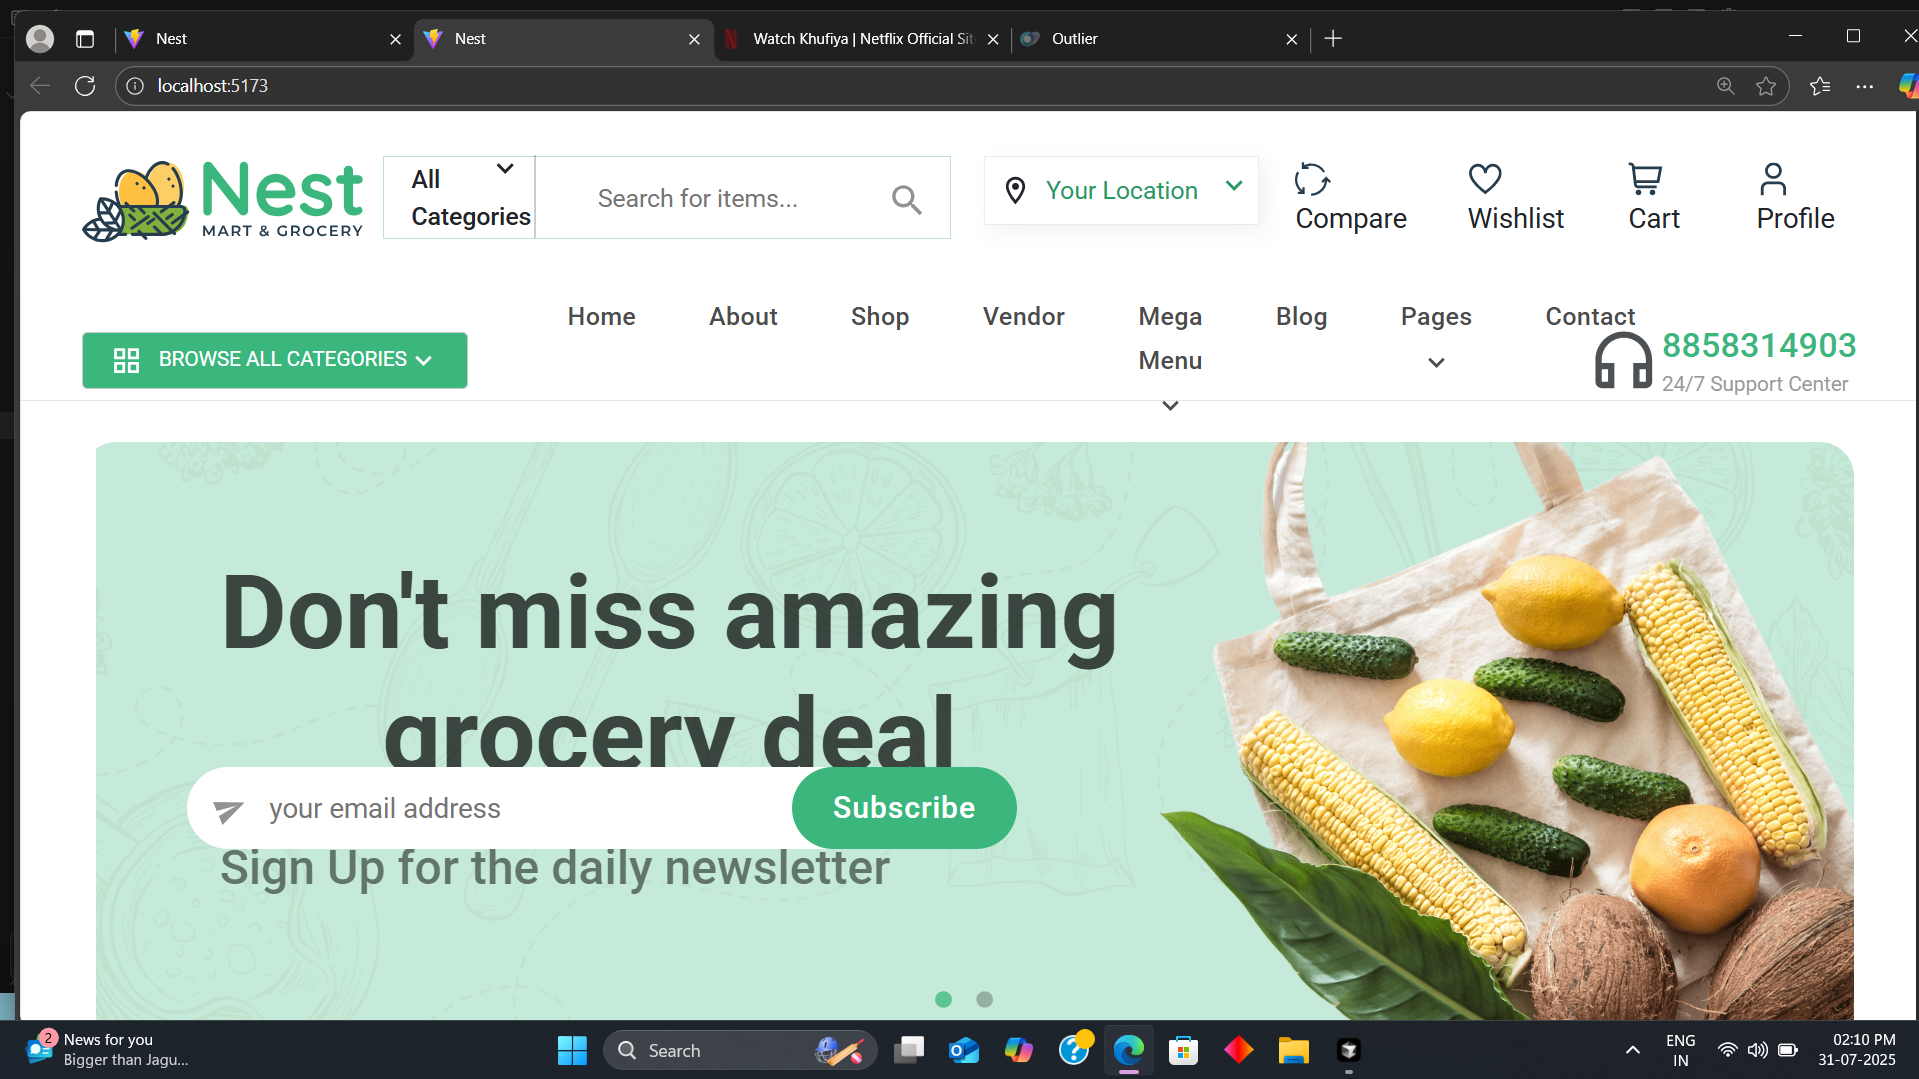 Nest
Nest
Watch Khufiya | Netflix Official Sit
Outlier
localhost:5173
Nest
MART & GROCERY
All
Categories
Search for items...
Your Location
Compare
Wishlist
Cart
Profile
BROWSE ALL CATEGORIES
Home
About
Shop
Vendor
Mega
Menu
Blog
Pages
Contact
8858314903
24/7 Support Center
Don't miss amazing
grocery deal
your email address
Subscribe
Sign Up for the daily newsletter
2
News for you
Bigger than Jagu...
Search
ENG
IN
02:10 PM
31-07-2025